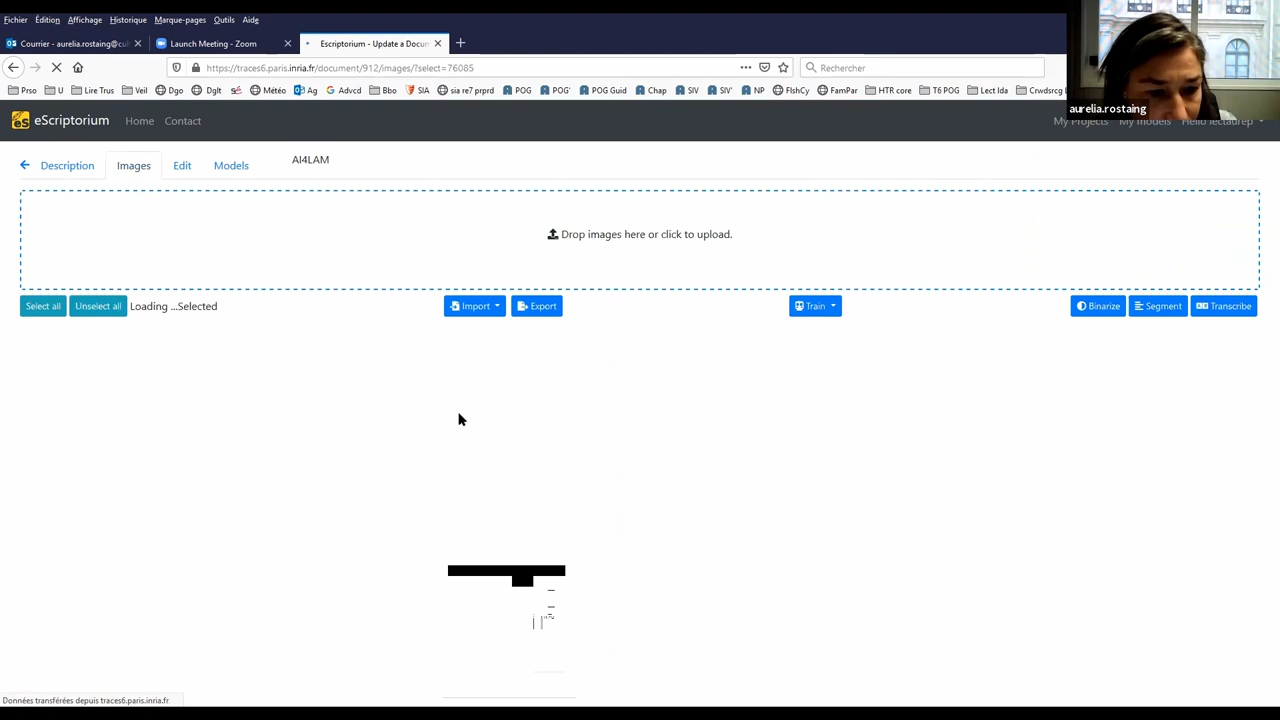 Fichier Édition Affichage Historique Marque-pages Outils Aide
Courrier - aurelia.rostaing@cul
Launch Meeting - Zoom
Escriptorium - Update a Docun
https://traces6.paris.inria.fr/document/912/images/?select=76085
Rechercher
Prso U Lire Trus Veil Dgo Dglt Météo Ag Advcd Bbo SIA sia re7 prprd POG POG' POG Guid Chap SIV SIV' NP FlshCy FamPar HTR core T6 POG Lect Ida Crwdsrcg
aurelia.rostaing
eScriptorium Home Contact My Projects My models Hello lectaurep
Description Images Edit Models AI4LAM
Drop images here or click to upload.
Select all Unselect all Loading ...Selected Import Export Train Binarize Segment Transcribe
Données transférées depuis traces6.paris.inria.fr.